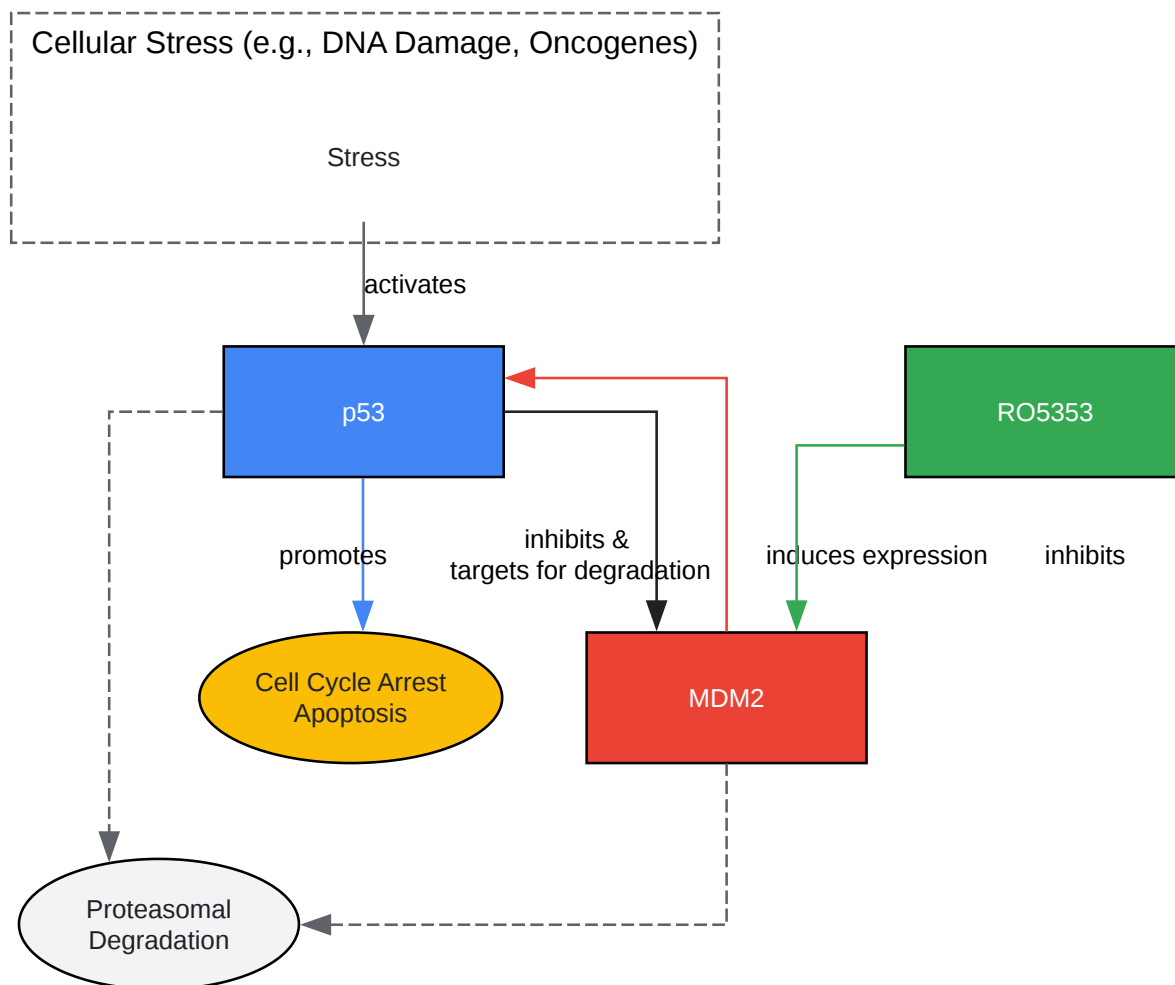 Cellular Stress (e.g., DNA Damage, Oncogenes)
Stress
activates
p53
RO5353
promotes
inhibits &
targets for degradation
induces expression
inhibits
Cell Cycle Arrest
Apoptosis
MDM2
Proteasomal
Degradation